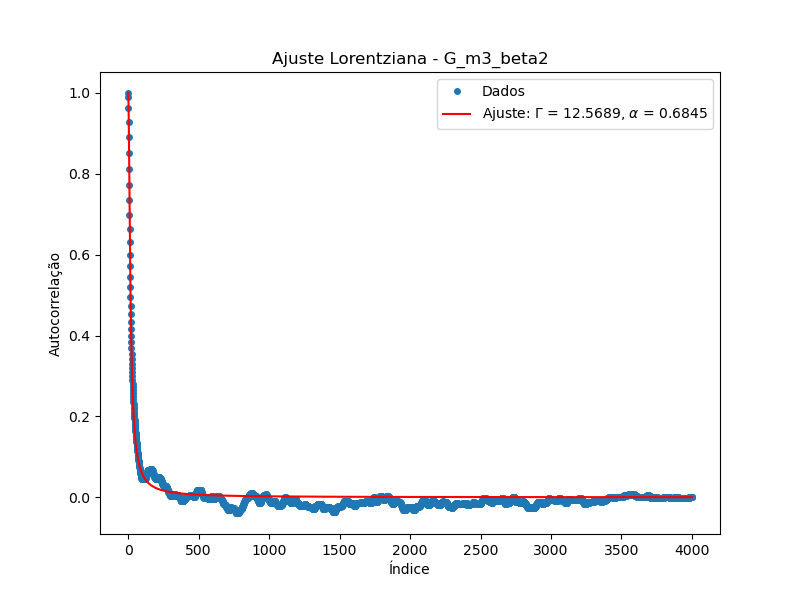 Ajuste Lorentziana - G_m3_beta2
Dados
Ajuste: Γ = 12.5689, α = 0.6845
Autocorrelação
1.0
0.8
0.6
0.4
0.2
0.0
0 500 1000 1500 2000 2500 3000 3500 4000
Índice